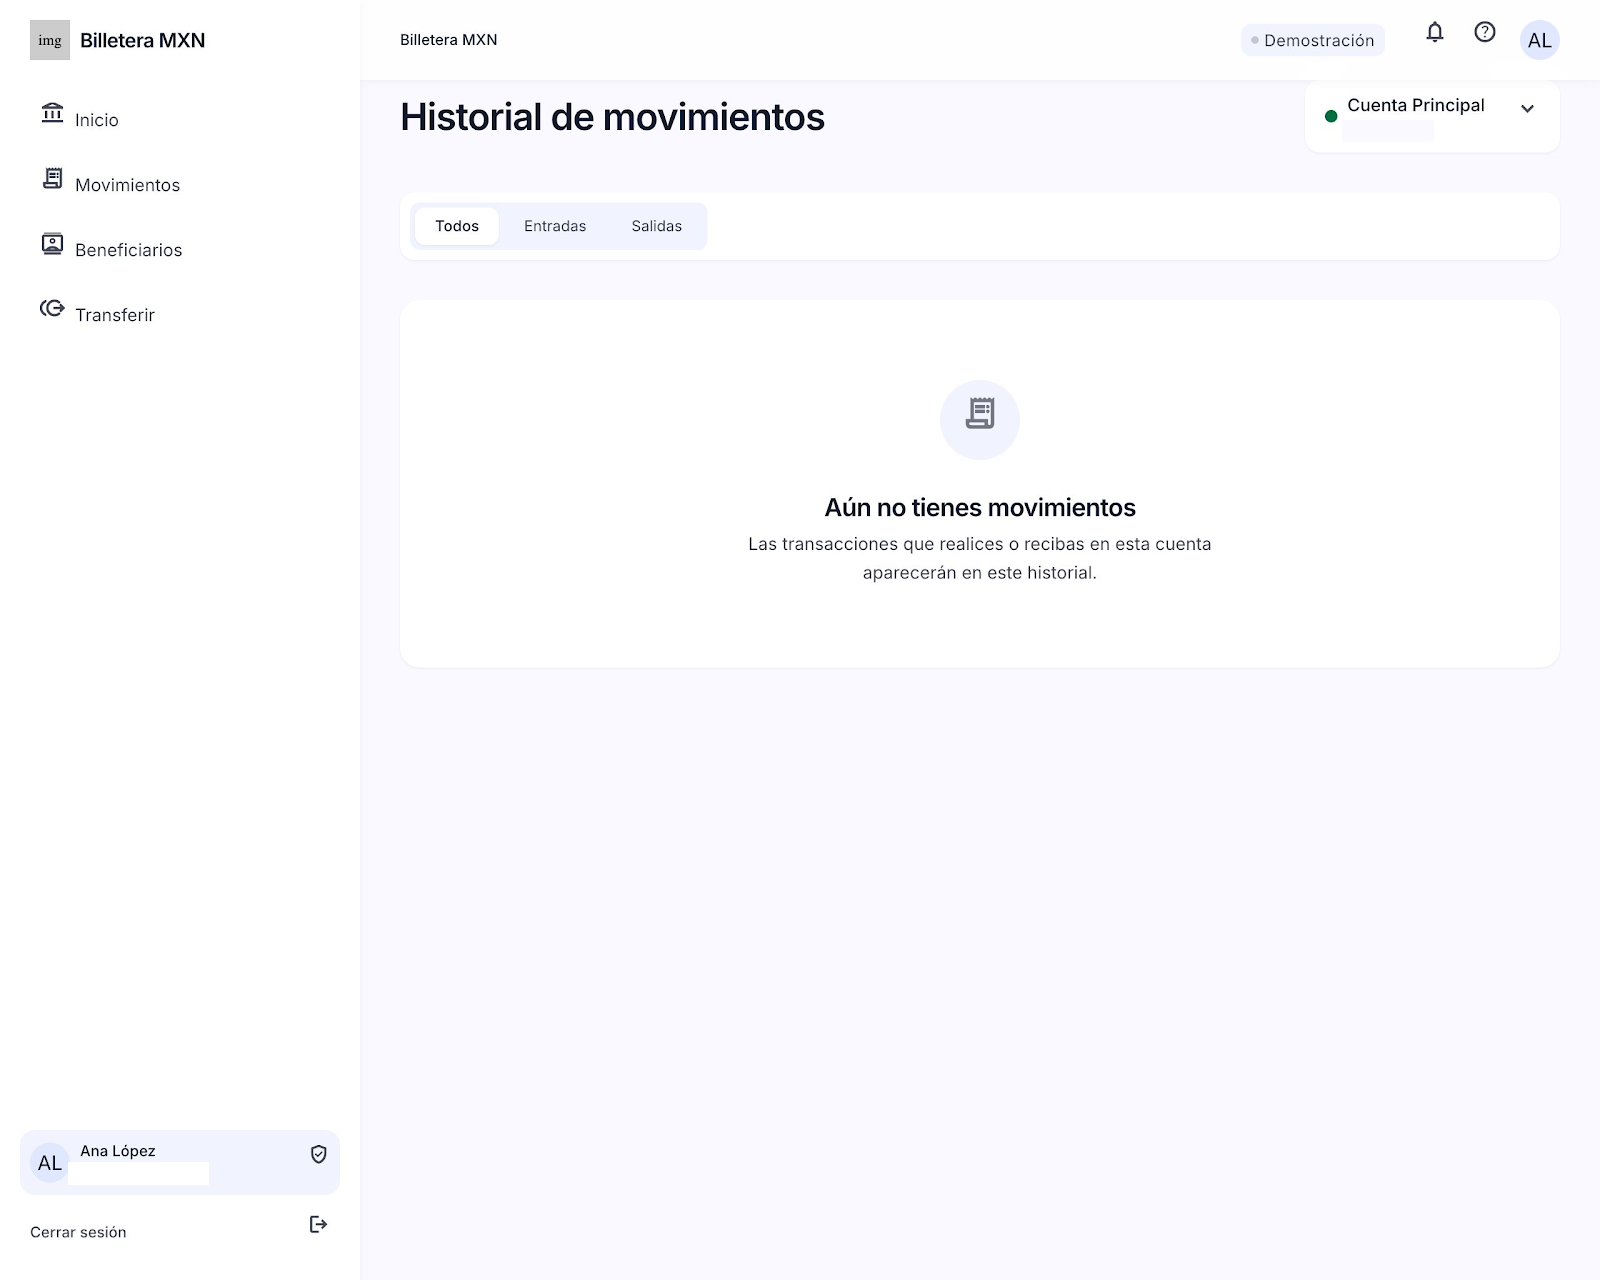 img
Billetera MXN
Inicio
Movimientos
Beneficiarios
Transferir
Ana López
AL
Cerrar sesión
Billetera MXN
Demostración
AL
Historial de movimientos
Cuenta Principal
Todos
Entradas
Salidas
Aún no tienes movimientos
Las transacciones que realices o recibas en esta cuenta
aparecerán en este historial.